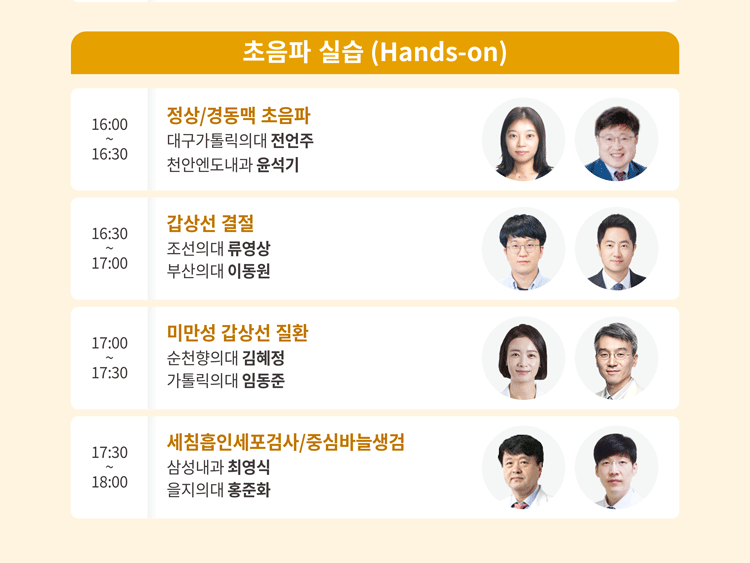 초음파 실습 (Hands-on)
16:00
~
16:30
정상/경동맥 초음파
대구가톨릭의대 전언주
천안엔도내과 윤석기
16:30
~
17:00
갑상선 결절
조선의대 류영상
부산의대 이동원
17:00
~
17:30
미만성 갑상선 질환
순천향의대 김혜정
가톨릭의대 임동준
17:30
~
18:00
세침흡인세포검사/중심바늘생검
삼성내과 최영식
을지의대 홍준화